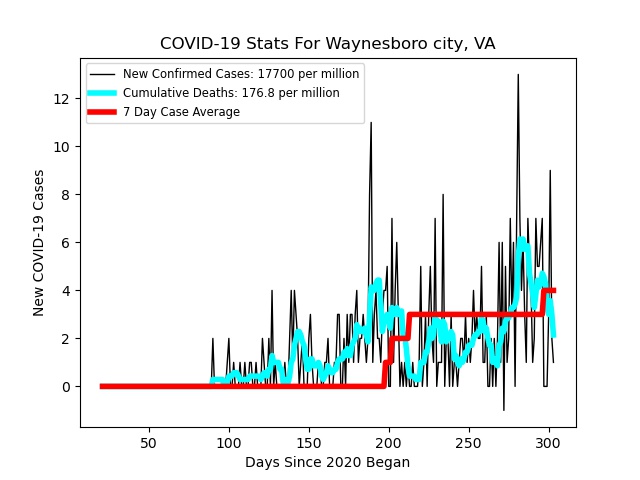 COVID-19 Stats For Waynesboro city, VA
New Confirmed Cases: 17700 per million
Cumulative Deaths: 176.8 per million
7 Day Case Average
New COVID-19 Cases
12
10
8
6
4
2
0
50 100 150 200 250 300
Days Since 2020 Began